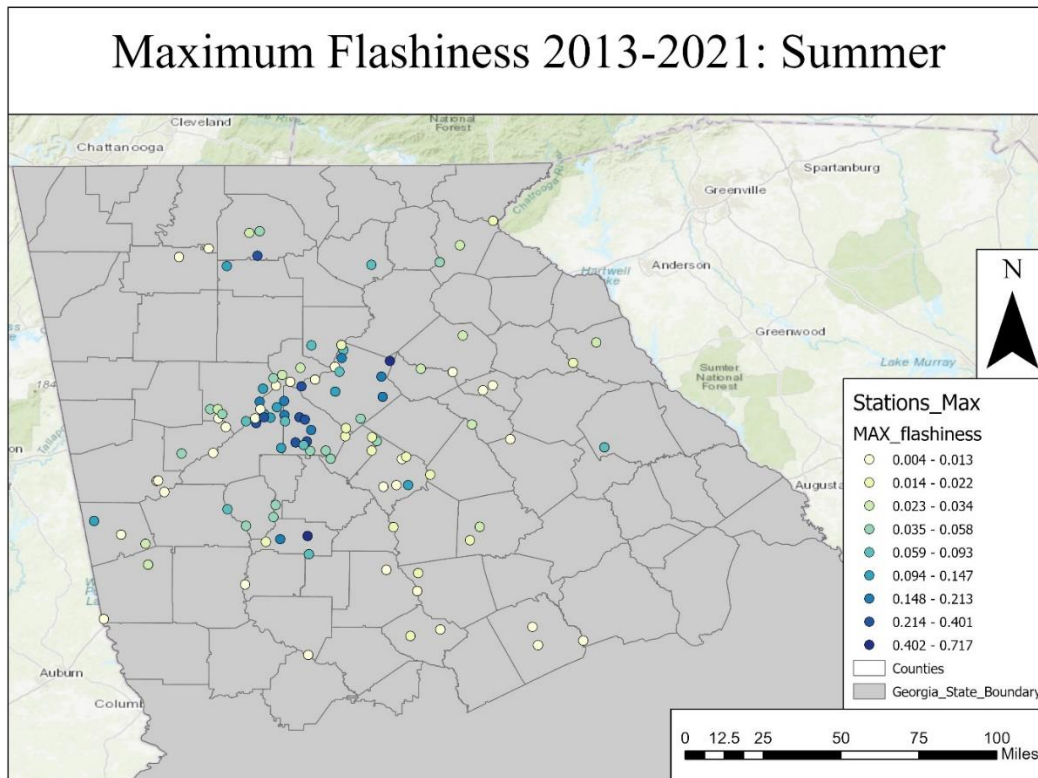 Maximum Flashiness 2013-2021: Summer
Cleveland
National
Forest
Chattanooga
Spartanburg
Greenville
Chattooga River
Hartwell
Lake
Anderson
N
Greenwood
Sumter
National
Forest
Lake Murray
184
Augusta
Auburn
Stations_Max
MAX_flashiness
0.004 - 0.013
0.014 - 0.022
0.023 - 0.034
0.035 - 0.058
0.059 - 0.093
0.094 - 0.147
0.148 - 0.213
0.214 - 0.401
0.402 - 0.717
Counties
Georgia_State_Boundary
0 12.5 25 50 75 100
Miles